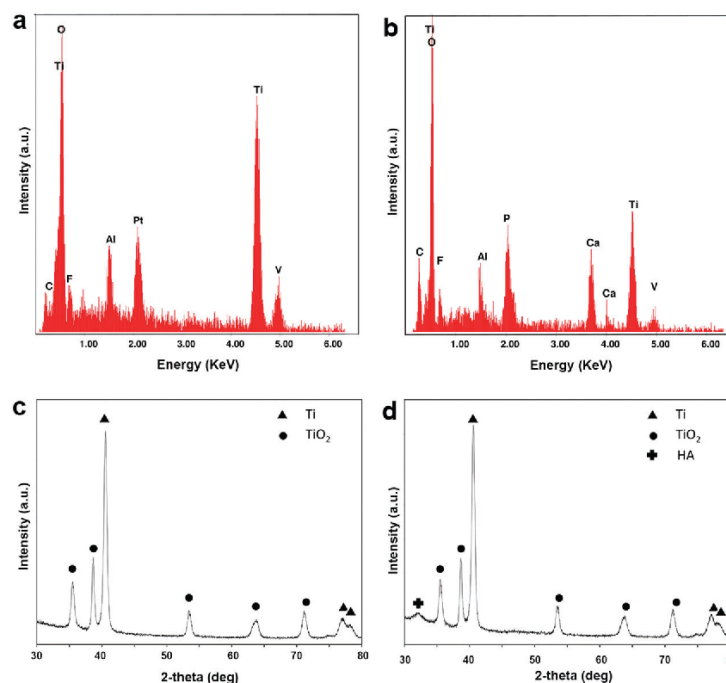 a
O
Ti
Ti
Pt
Al
C
F
V
Intensity (a.u.)
1.00 2.00 3.00 4.00 5.00 6.00
Energy (KeV)
b
Ti
O
P
Ti
C
F
Al
Ca
Ca
V
Intensity (a.u.)
1.00 2.00 3.00 4.00 5.00 6.00
Energy (KeV)
c
▲ Ti
● TiO2
Intensity (a.u.)
30 40 50 60 70 80
2-theta (deg)
d
▲ Ti
● TiO2
✚ HA
Intensity (a.u.)
30 40 50 60 70 80
2-theta (deg)